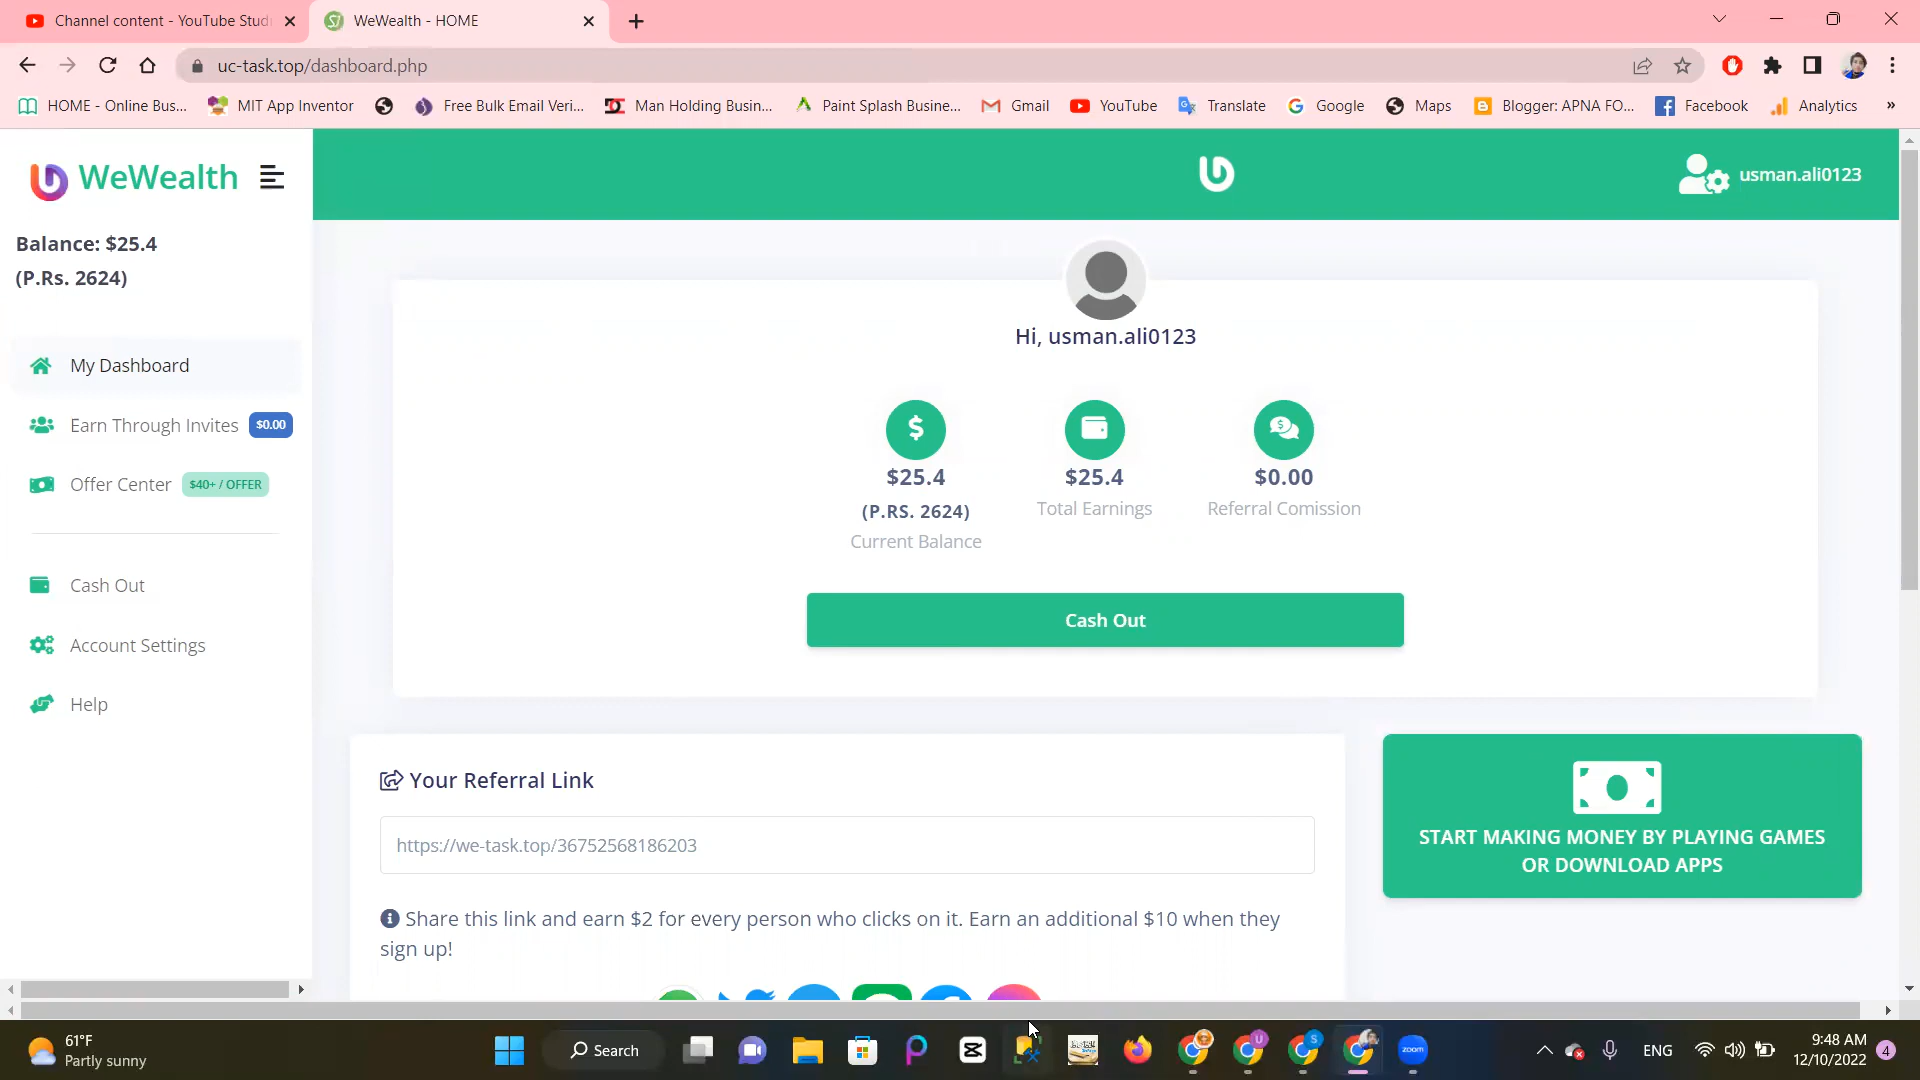 Channel content - YouTube Stud
WeWealth - HOME
uc-task.top/dashboard.php
HOME - Online Bus...
MIT App Inventor
Free Bulk Email Veri...
Man Holding Busin...
Paint Splash Busine...
Gmail
YouTube
Translate
Google
Maps
Blogger: APNA FO...
Facebook
Analytics
»
WeWealth
usman.ali0123
Balance: $25.4
(P.Rs. 2624)
My Dashboard
Earn Through Invites $0.00
Offer Center $40+ / OFFER
Cash Out
Account Settings
Help
Hi, usman.ali0123
$25.4
(P.RS. 2624)
Current Balance
$25.4
Total Earnings
$0.00
Referral Comission
Cash Out
Your Referral Link
https://we-task.top/36752568186203
Share this link and earn $2 for every person who clicks on it. Earn an additional $10 when they
sign up!
START MAKING MONEY BY PLAYING GAMES
OR DOWNLOAD APPS
61°F
Partly sunny
Search
zoom
ENG
9:48 AM
12/10/2022
4